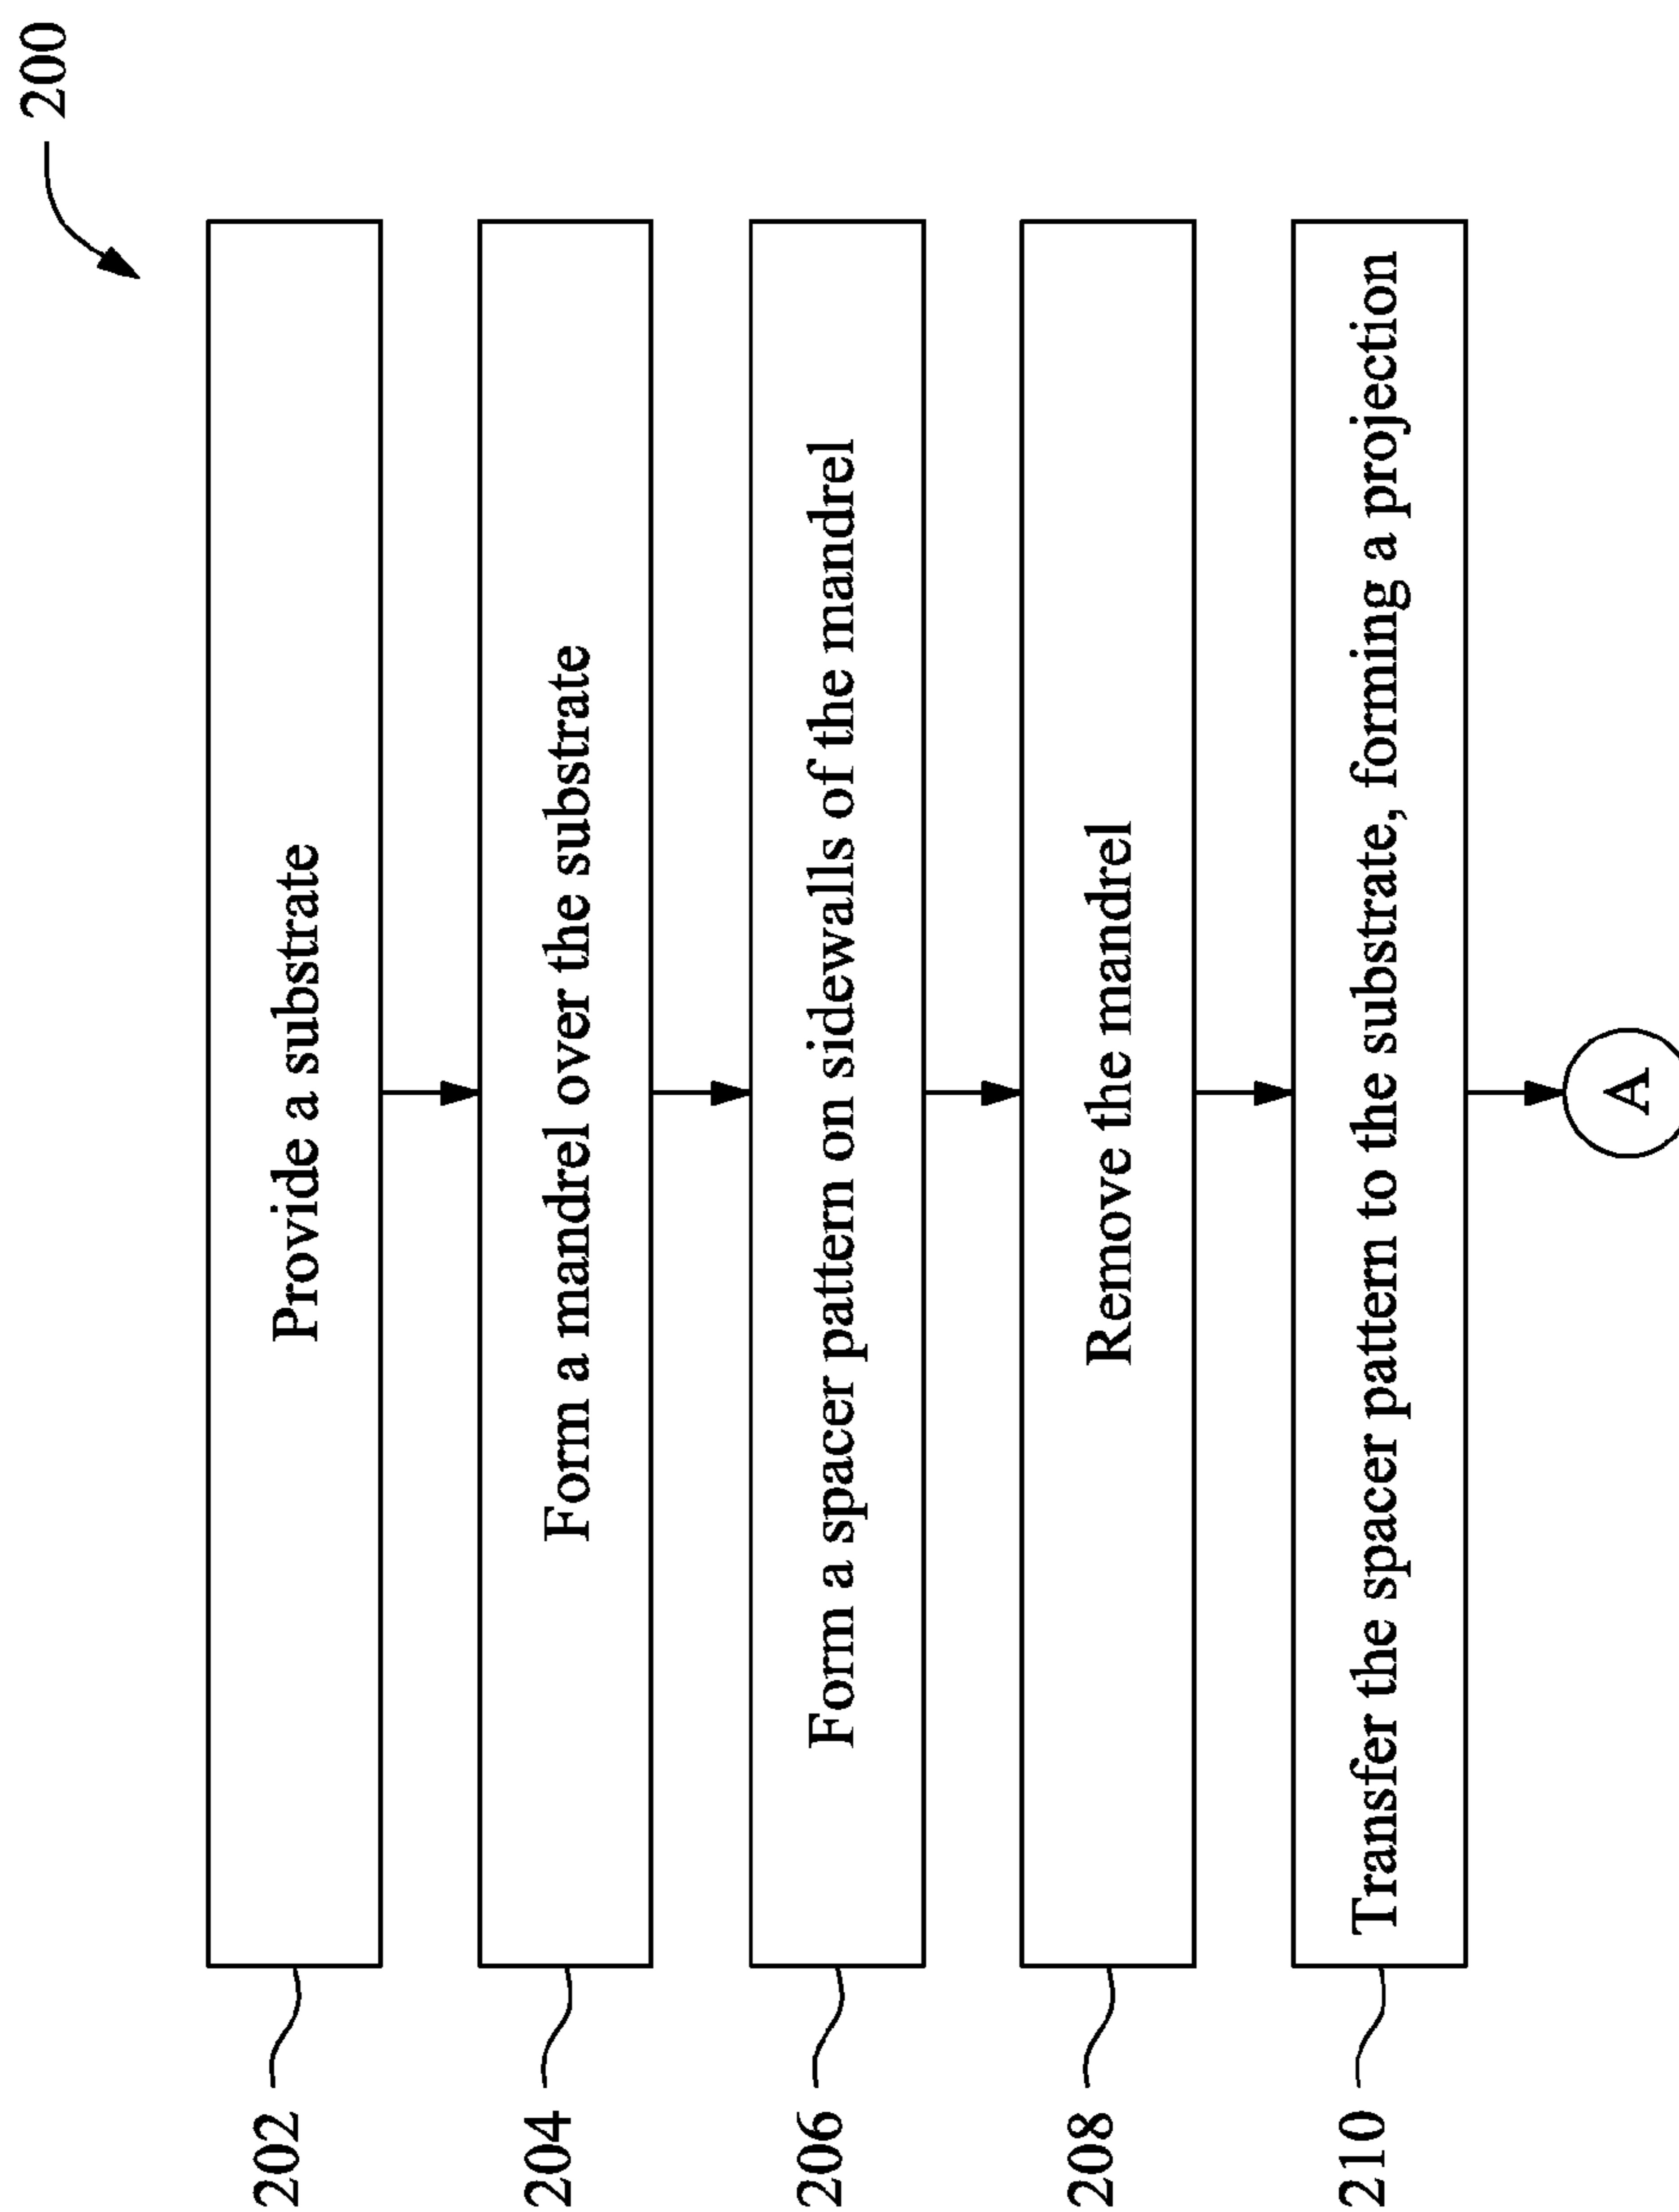 200
202
Provide a substrate
204
Form a mandrel over the substrate
206
Form a spacer pattern on sidewalls of the mandrel
208
Remove the mandrel
210
Transfer the spacer pattern to the substrate, forming a projection
A